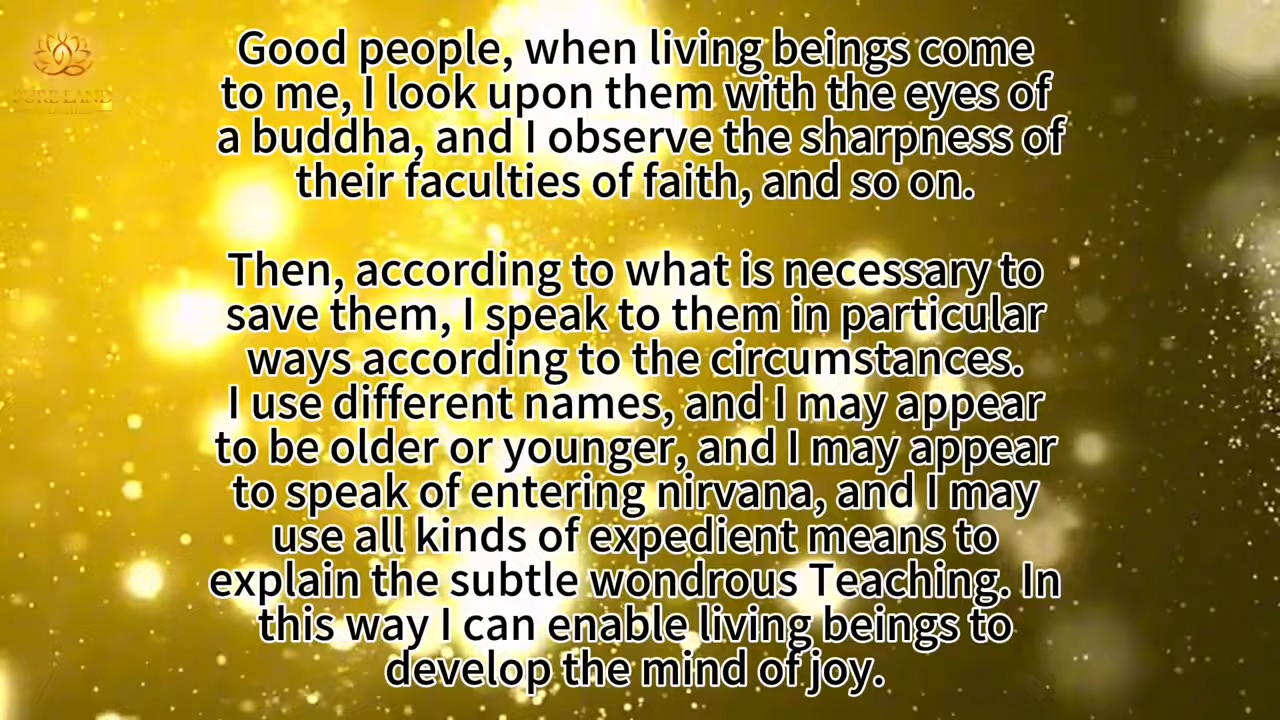 PURE LAND
Good people, when living beings come
to me, I look upon them with the eyes of
a buddha, and I observe the sharpness of
their faculties of faith, and so on.
Then, according to what is necessary to
save them, I speak to them in particular
ways according to the circumstances.
I use different names, and I may appear
to be older or younger, and I may appear
to speak of entering nirvana, and I may
use all kinds of expedient means to
explain the subtle wondrous Teaching. In
this way I can enable living beings to
develop the mind of joy.